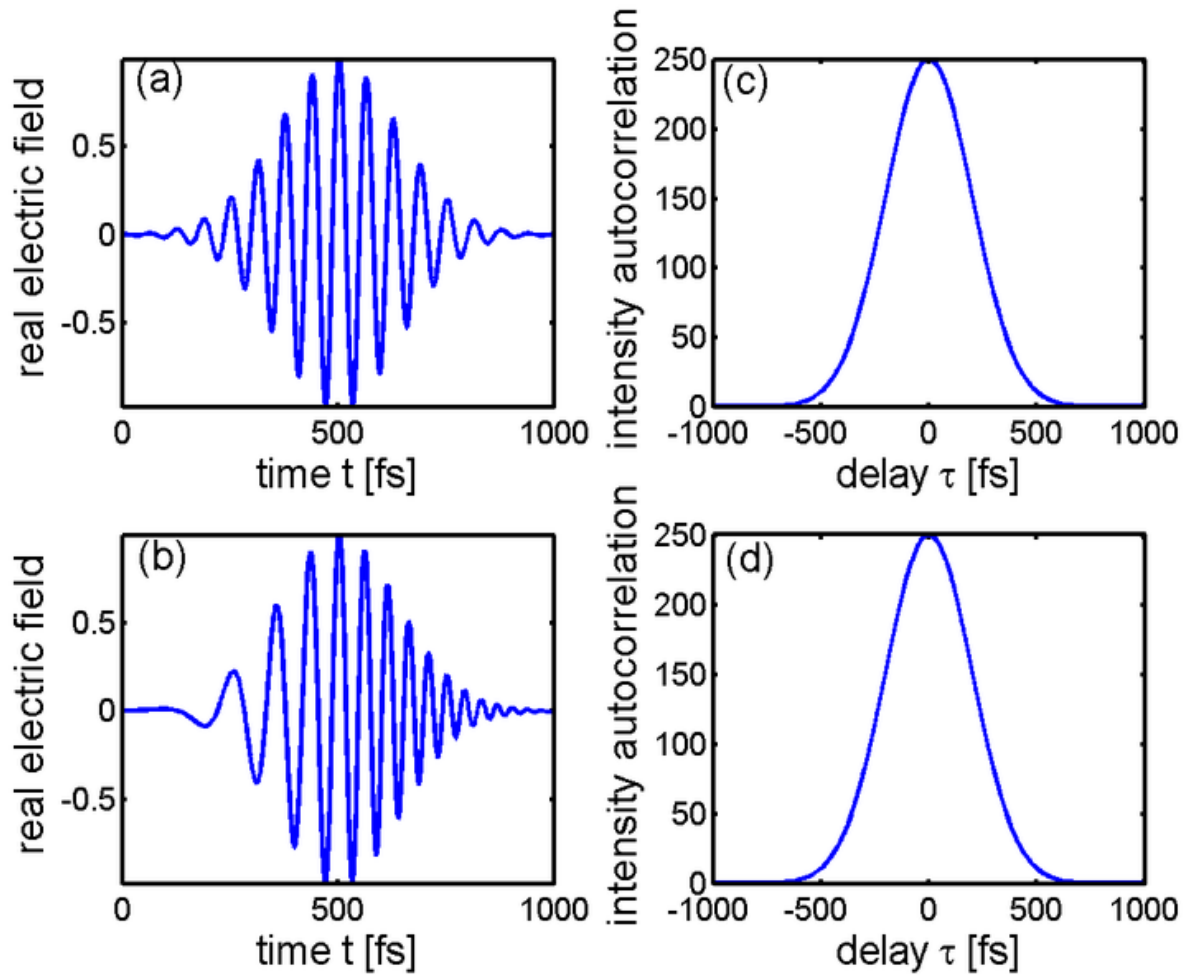 (a)
real electric field
0.5
0
-0.5
0
500
1000
time t [fs]
(c)
intensity autocorrelation
250
200
150
100
50
0
-1000
-500
0
500
1000
delay τ [fs]
(b)
real electric field
0.5
0
-0.5
0
500
1000
time t [fs]
(d)
intensity autocorrelation
250
200
150
100
50
0
-1000
-500
0
500
1000
delay τ [fs]